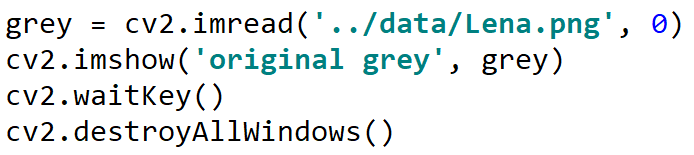 grey = cv2.imread('../data/Lena.png', 0)
cv2.imshow('original grey', grey)
cv2.waitKey()
cv2.destroyAllWindows()